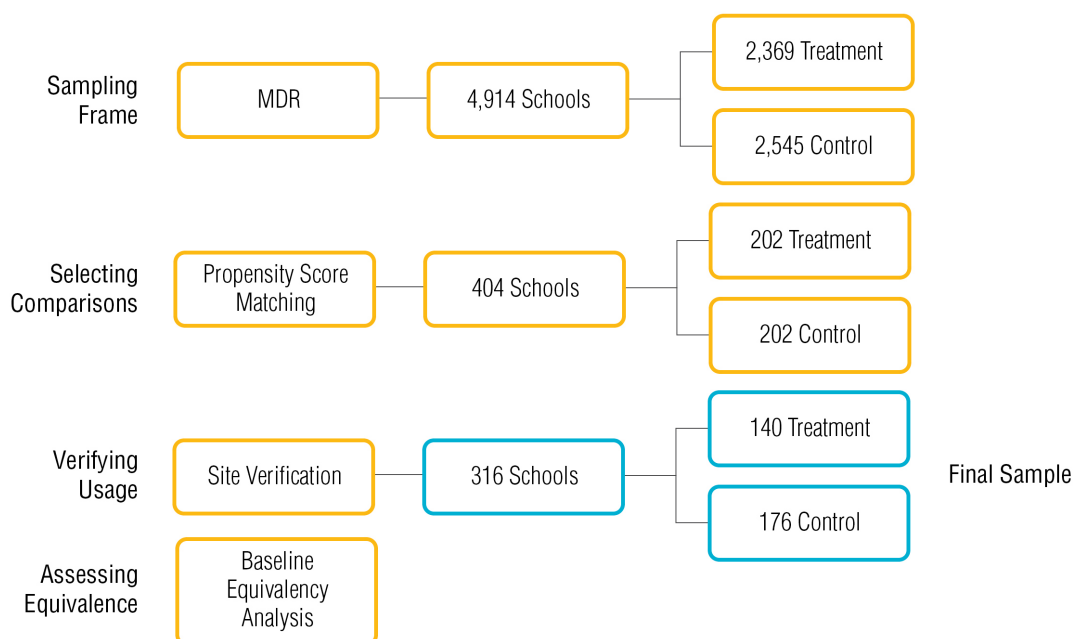 Sampling
Frame
MDR
4,914 Schools
2,369 Treatment
2,545 Control
Selecting
Comparisons
Propensity Score
Matching
404 Schools
202 Treatment
202 Control
Verifying
Usage
Site Verification
316 Schools
140 Treatment
176 Control
Final Sample
Assessing
Equivalence
Baseline
Equivalency
Analysis